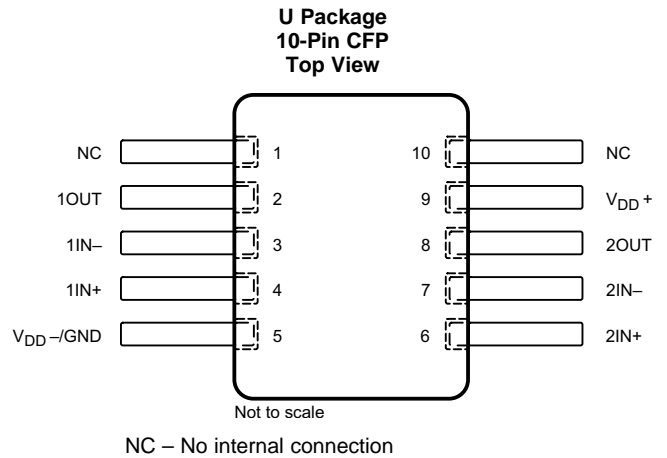 U Package
10-Pin CFP
Top View
NC 1 10 NC
1OUT 2 9 VDD +
1IN– 3 8 2OUT
1IN+ 4 7 2IN–
VDD –/GND 5 6 2IN+
Not to scale
NC – No internal connection